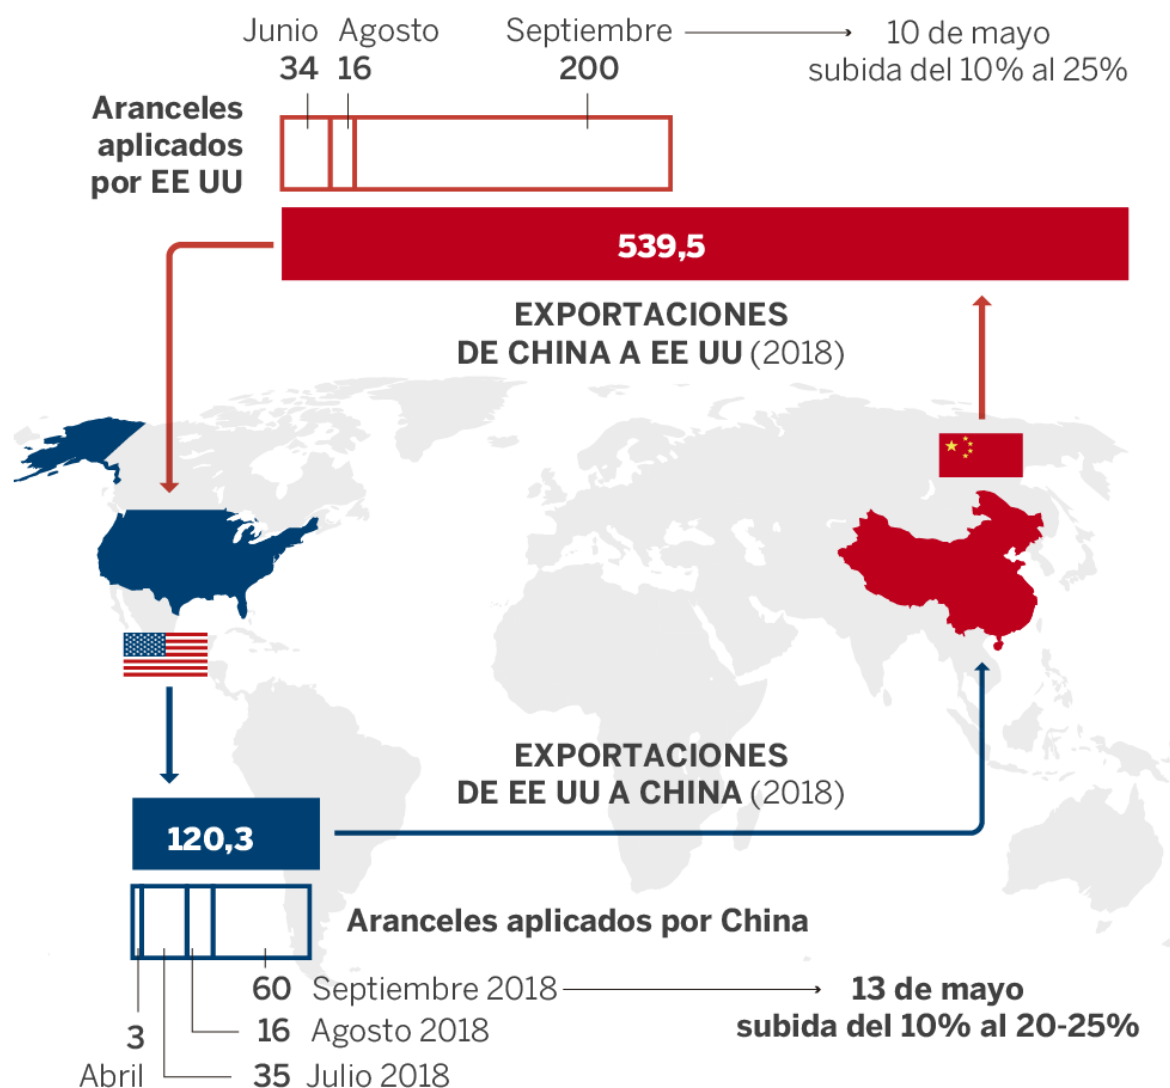 Junio Agosto Septiembre 10 de mayo
34 16 200 subida del 10% al 25%
Aranceles
aplicados
por EE UU
539,5
EXPORTACIONES
DE CHINA A EE UU (2018)
EXPORTACIONES
DE EE UU A CHINA (2018)
120,3
Aranceles aplicados por China
60 Septiembre 2018 13 de mayo
subida del 10% al 20-25%
16 Agosto 2018
3
Abril
35 Julio 2018